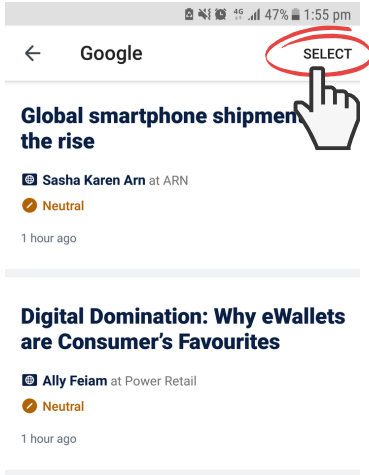 4G 47% 1:55 pm
Google SELECT
Global smartphone
the rise
Sasha Karen Arn at ARN
Neutral
1 hour ago
Digital Domination: Why eWallets
are Consumer's Favourites
Ally Feiam at Power Retail
Neutral
1 hour ago